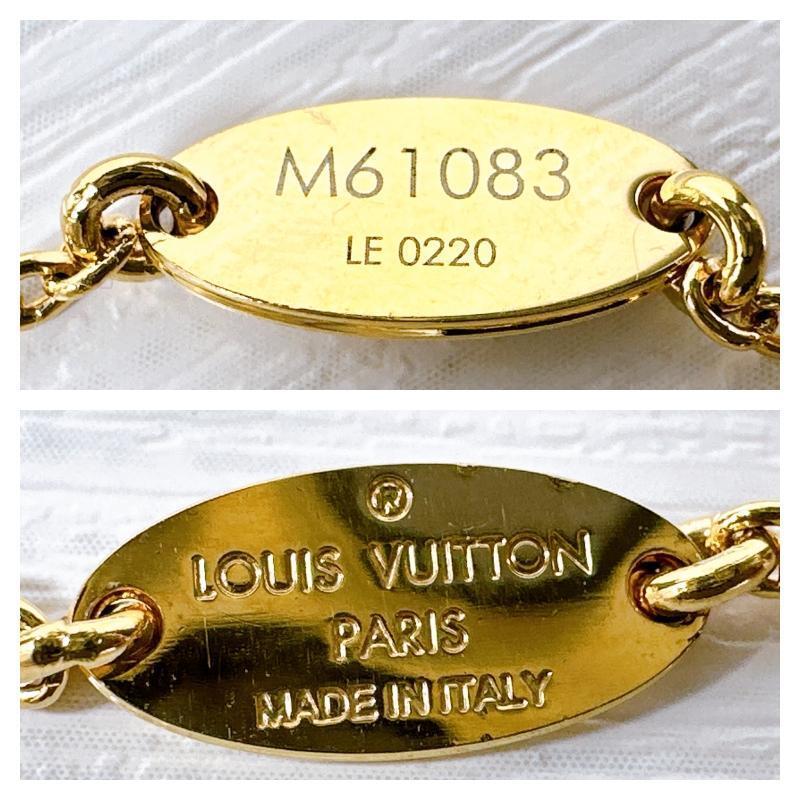 M61083
LE 0220
®
LOUIS VUITTON
PARIS
MADE IN ITALY